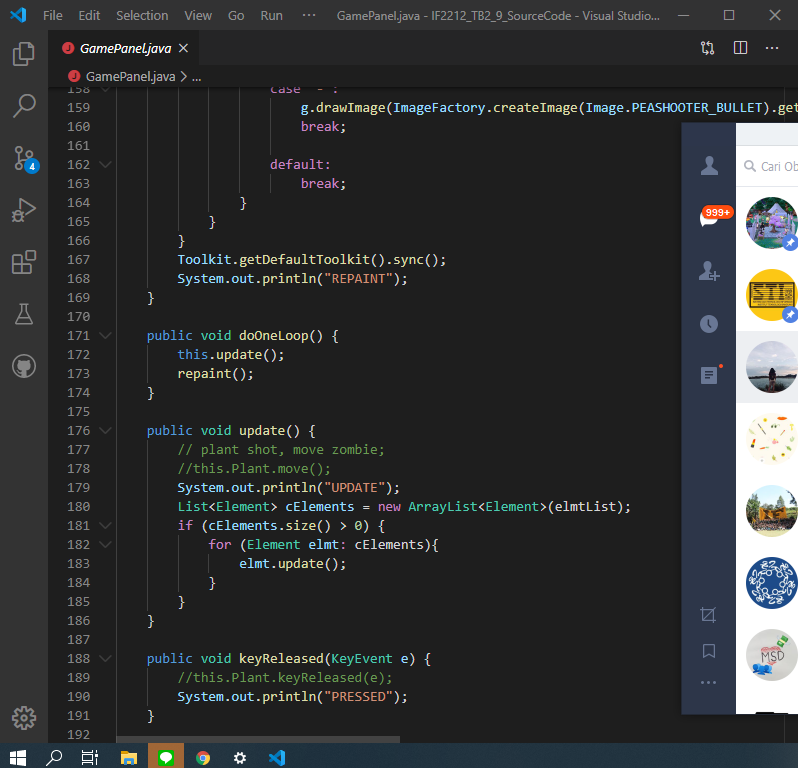 File Edit Selection View Go Run ··· GamePanel.java - IF2212_TB2_9_SourceCode - Visual Studio...
GamePanel.java
GamePanel.java > ...
158 case '-':
159 g.drawImage(ImageFactory.createImage(Image.PEASHOOTER_BULLET).get
160 break;
161
162 default:
163 break;
164 }
165 }
166 }
167 Toolkit.getDefaultToolkit().sync();
168 System.out.println("REPAINT");
169 }
170
171 public void doOneLoop() {
172 this.update();
173 repaint();
174 }
175
176 public void update() {
177 // plant shot, move zombie;
178 //this.Plant.move();
179 System.out.println("UPDATE");
180 List<Element> cElements = new ArrayList<Element>(elmtList);
181 if (cElements.size() > 0) {
182 for (Element elmt: cElements){
183 elmt.update();
184 }
185 }
186 }
187
188 public void keyReleased(KeyEvent e) {
189 //this.Plant.keyReleased(e);
190 System.out.println("PRESSED");
191 }
192
4
Cari Ob
999+
STI
MSD